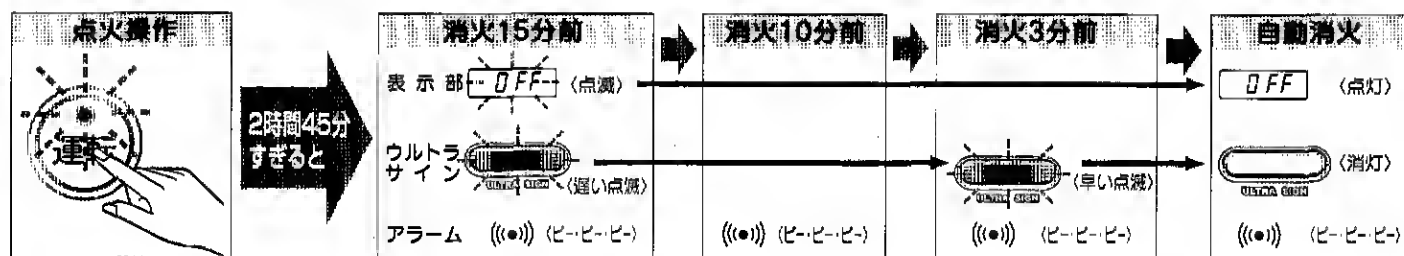 点火操作
運転
2時間45分
すぎると
消火15分前
表示部 OFF 〈点滅〉
ウルトラ
サイン
ULTRA SIGN
〈遅い点滅〉
アラーム 〈ピー・ピー・ピー〉
消火10分前
〈ピー・ピー・ピー〉
消火3分前
〈早い点滅〉
ULTRA SIGN
〈ピー・ピー・ピー〉
自動消火
OFF 〈点灯〉
〈消灯〉
ULTRA SIGN
〈ピー・ピー・ピー〉